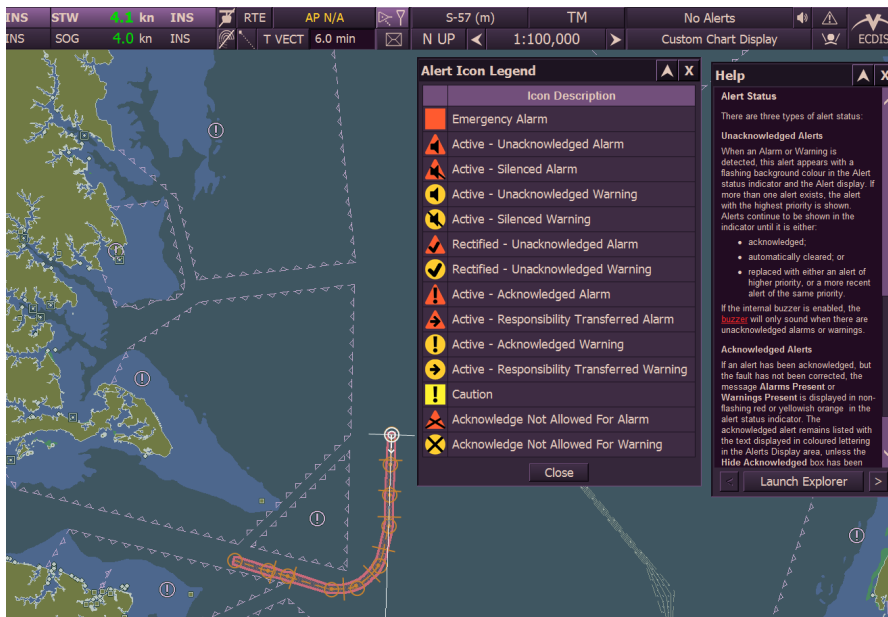 INS STW 4.1 kn INS RTE AP N/A S-57 (m) TM No Alerts
INS SOG 4.0 kn INS T VECT 6.0 min N UP 1:100,000 Custom Chart Display ECDIS
Alert Icon Legend X
Icon Description
Emergency Alarm
Active - Unacknowledged Alarm
Active - Silenced Alarm
Active - Unacknowledged Warning
Active - Silenced Warning
Rectified - Unacknowledged Alarm
Rectified - Unacknowledged Warning
Active - Acknowledged Alarm
Active - Responsibility Transferred Alarm
Active - Acknowledged Warning
Active - Responsibility Transferred Warning
Caution
Acknowledge Not Allowed For Alarm
Acknowledge Not Allowed For Warning
Close
Help X
Alert Status
There are three types of alert status:
Unacknowledged Alerts
When an Alarm or Warning is
detected, this alert appears with a
flashing background colour in the Alert
status indicator and the Alert display. If
more than one alert exists, the alert
with the highest priority is shown.
Alerts continue to be shown in the
indicator until it is either:
• acknowledged;
• automatically cleared; or
• replaced with either an alert of
higher priority, or a more recent
alert of the same priority.
If the internal buzzer is enabled, the
buzzer will only sound when there are
unacknowledged alarms or warnings.
Acknowledged Alerts
If an alert has been acknowledged, but
the fault has not been corrected, the
message Alarms Present or
Warnings Present is displayed in non-
flashing red or yellowish orange in the
alert status indicator. The
acknowledged alert remains listed with
the text displayed in coloured lettering
in the Alerts Display area, unless the
Hide Acknowledged box has been
< Launch Explorer >